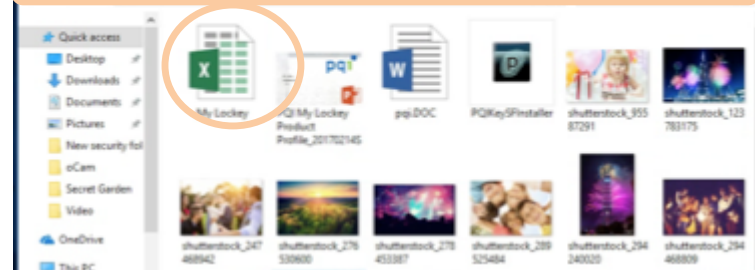 Quick access
Desktop
Downloads
Documents
Pictures
New security fol
oCam
Secret Garden
Video
OneDrive
This PC
X
My Lockey
pqi
P
PQI My Lockey
Product
Profile_20170214S
W
pqi.DOC
p
PQIKeySFInstaller
shutterstock_955
87291
shutterstock_123
783175
shutterstock_247
468942
shutterstock_276
530600
shutterstock_278
453387
shutterstock_289
525484
shutterstock_294
240020
shutterstock_294
468809